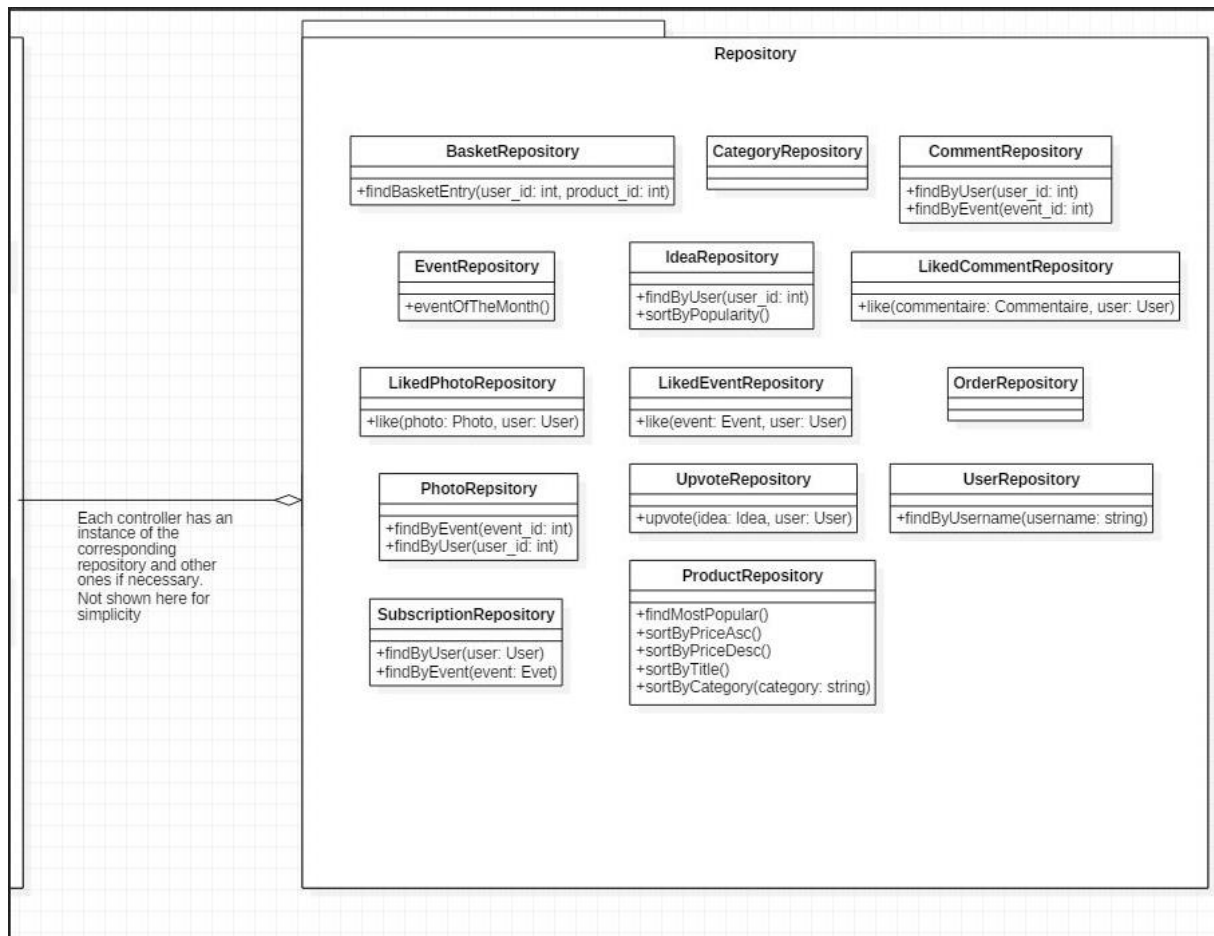 Repository
BasketRepository
+findBasketEntry(user_id: int, product_id: int)
CategoryRepository
CommentRepository
+findByUser(user_id: int)
+findByEvent(event_id: int)
EventRepository
+eventOfTheMonth()
IdeaRepository
+findByUser(user_id: int)
+sortByPopularity()
LikedCommentRepository
+like(commentaire: Commentaire, user: User)
LikedPhotoRepository
+like(photo: Photo, user: User)
LikedEventRepository
+like(event: Event, user: User)
OrderRepository
PhotoRepsitory
+findByEvent(event_id: int)
+findByUser(user_id: int)
UpvoteRepository
+upvote(idea: Idea, user: User)
UserRepository
+findByUsername(username: string)
Each controller has an
instance of the
corresponding
repository and other
ones if necessary.
Not shown here for
simplicity
SubscriptionRepository
+findByUser(user: User)
+findByEvent(event: Evet)
ProductRepository
+findMostPopular()
+sortByPriceAsc()
+sortByPriceDesc()
+sortByTitle()
+sortByCategory(category: string)